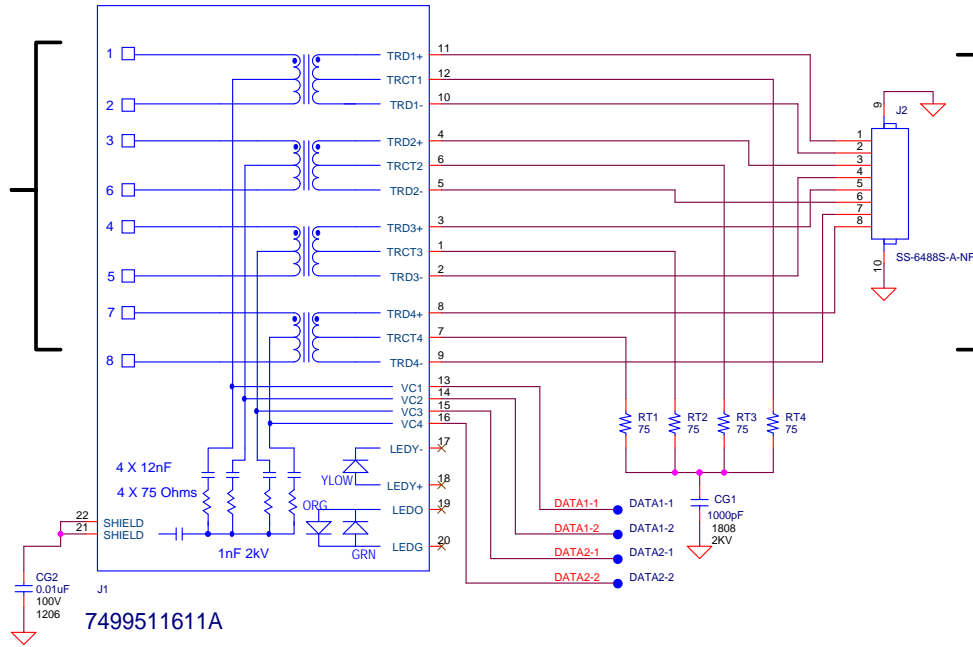 1 TRD1+ 11
TRCT1 12
2 TRD1- 10
3 TRD2+ 4
TRCT2 6
6 TRD2- 5
4 TRD3+ 3
TRCT3 1
5 TRD3- 2
7 TRD4+ 8
TRCT4 7
8 TRD4- 9
VC1 13
VC2 14
VC3 15
VC4 16
LEDY- 17
LEDY+ 18
YLOW
LEDO 19
ORG
LEDG 20
GRN
4 X 12nF
4 X 75 Ohms
1nF 2kV
22 SHIELD
21 SHIELD
CG2
0.01uF
100V
1206
J1
7499511611A
9
J2
1
2
3
4
5
6
7
8
10
SS-6488S-A-NF
RT1
75
RT2
75
RT3
75
RT4
75
CG1
1000pF
1808
2KV
DATA1-1 DATA1-1
DATA1-2 DATA1-2
DATA2-1 DATA2-1
DATA2-2 DATA2-2